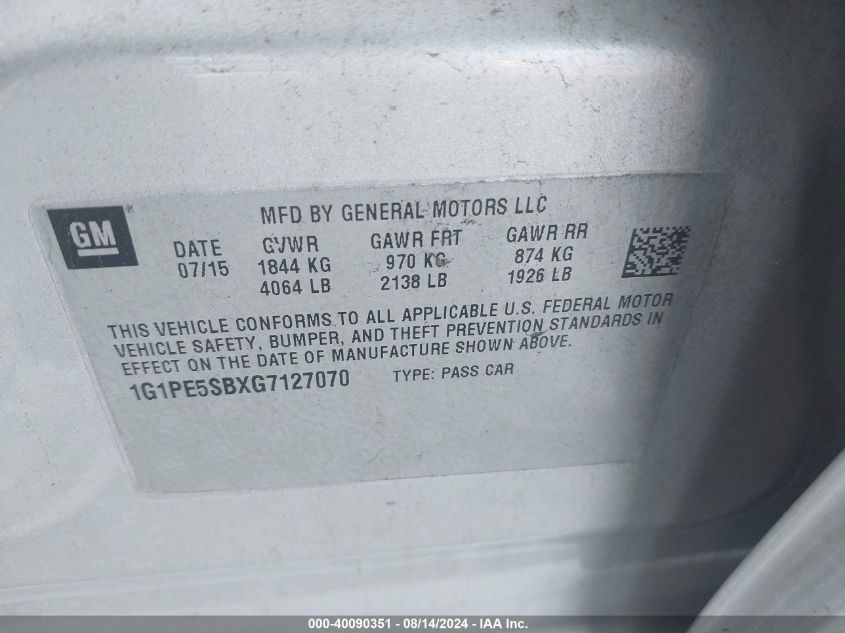 GM
MFD BY GENERAL MOTORS LLC
DATE GVWR GAWR FRT GAWR RR
07/15 1844 KG 970 KG 874 KG
4064 LB 2138 LB 1926 LB
THIS VEHICLE CONFORMS TO ALL APPLICABLE U.S. FEDERAL MOTOR
VEHICLE SAFETY, BUMPER, AND THEFT PREVENTION STANDARDS IN
EFFECT ON THE DATE OF MANUFACTURE SHOWN ABOVE.
1G1PE5SBXG7127070 TYPE: PASS CAR
000-40090351 - 08/14/2024 - IAA Inc.